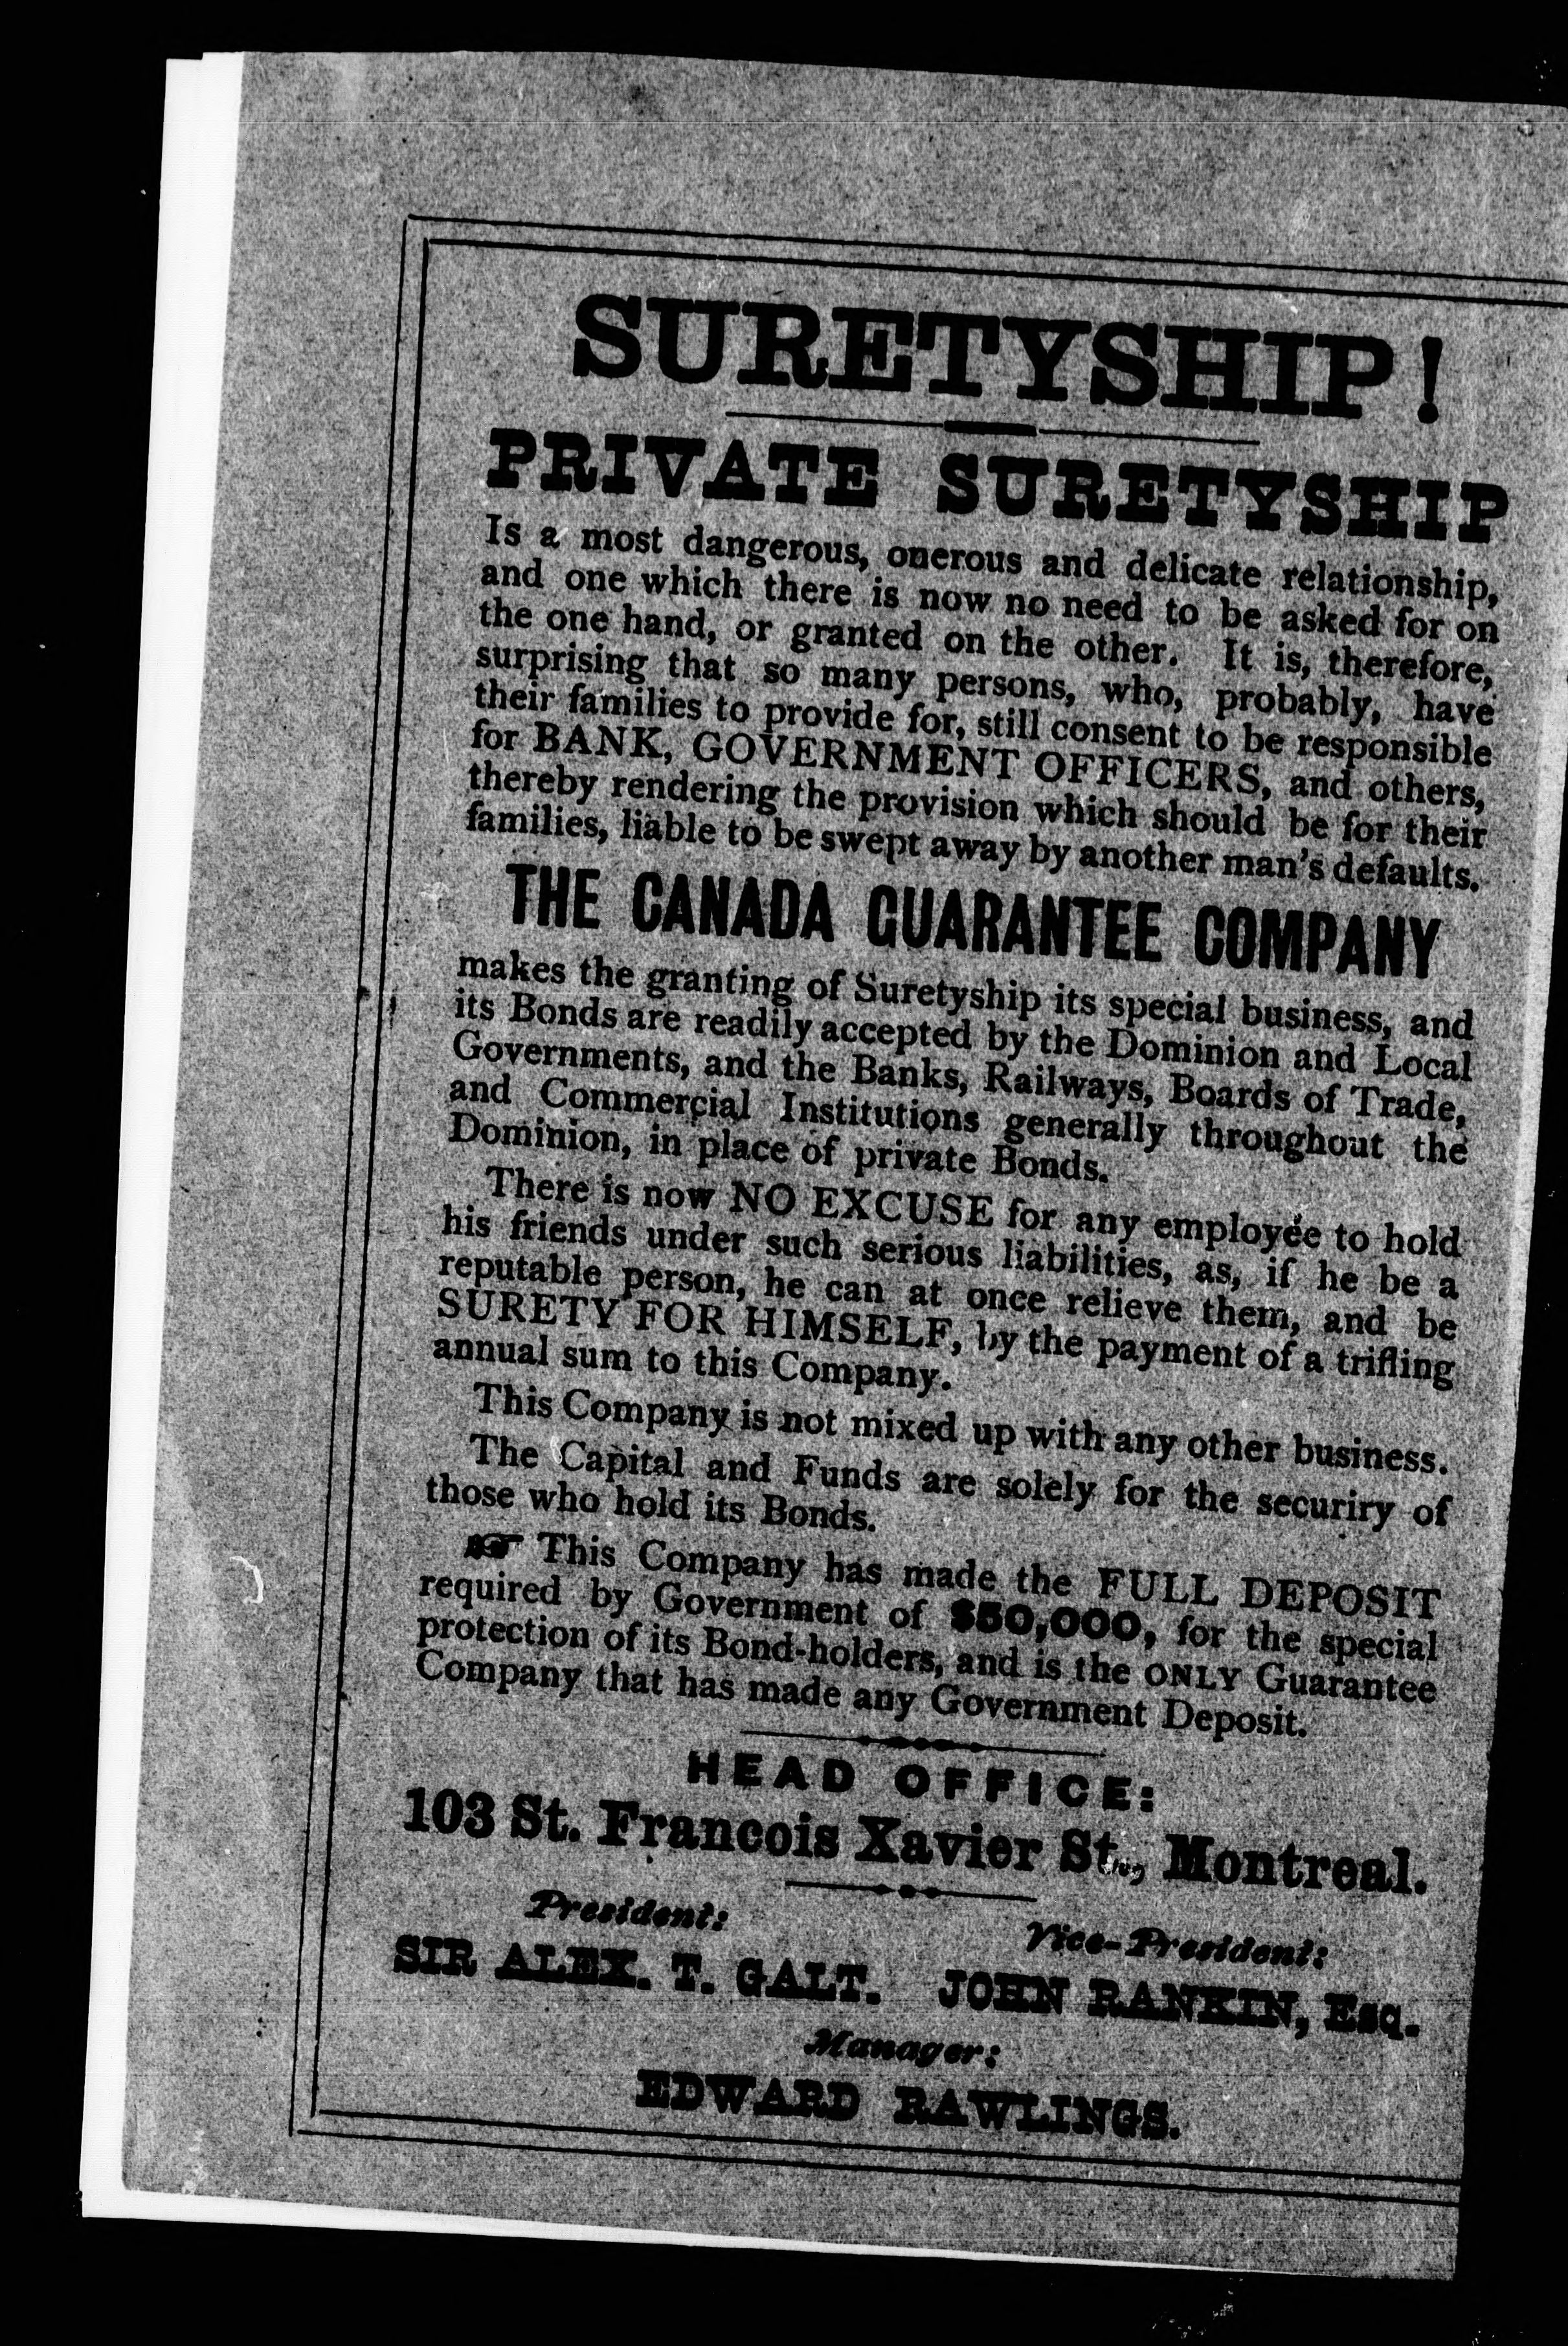 SURETYSHIP!
PRIVATE SURETYSHIP
Is a most dangerous, onerous and delicate relationship,
and one which there is now no need to be asked for on
the one hand, or granted on the other. It is, therefore,
surprising that so many persons, who, probably, have
their families to provide for, still consent to be responsible
for BANK, GOVERNMENT OFFICERS, and others,
thereby rendering the provision which should be for their
families, liable to be swept away by another man's defaults.
THE CANADA GUARANTEE COMPANY
makes the granting of Suretyship its special business, and
its Bonds are readily accepted by the Dominion and Local
Governments, and the Banks, Railways, Boards of Trade,
and Commercial Institutions generally throughout the
Dominion, in place of private Bonds.
There is now NO EXCUSE for any employée to hold
his friends under such serious liabilities, as, if he be a
reputable person, he can at once relieve them, and be
SURETY FOR HIMSELF, by the payment of a trifling
annual sum to this Company.
This Company is not mixed up with any other business.
The Capital and Funds are solely for the securiry of
those who hold its Bonds.
☞ This Company has made the FULL DEPOSIT
required by Government of $50,000, for the special
protection of its Bond-holders, and is the ONLY Guarantee
Company that has made any Government Deposit.
HEAD OFFICE:
103 St. Francois Xavier St., Montreal.
President: Vice-President:
SIR ALEX. T. GALT. JOHN RANKIN, Esq.
Manager:
EDWARD RAWLINGS.